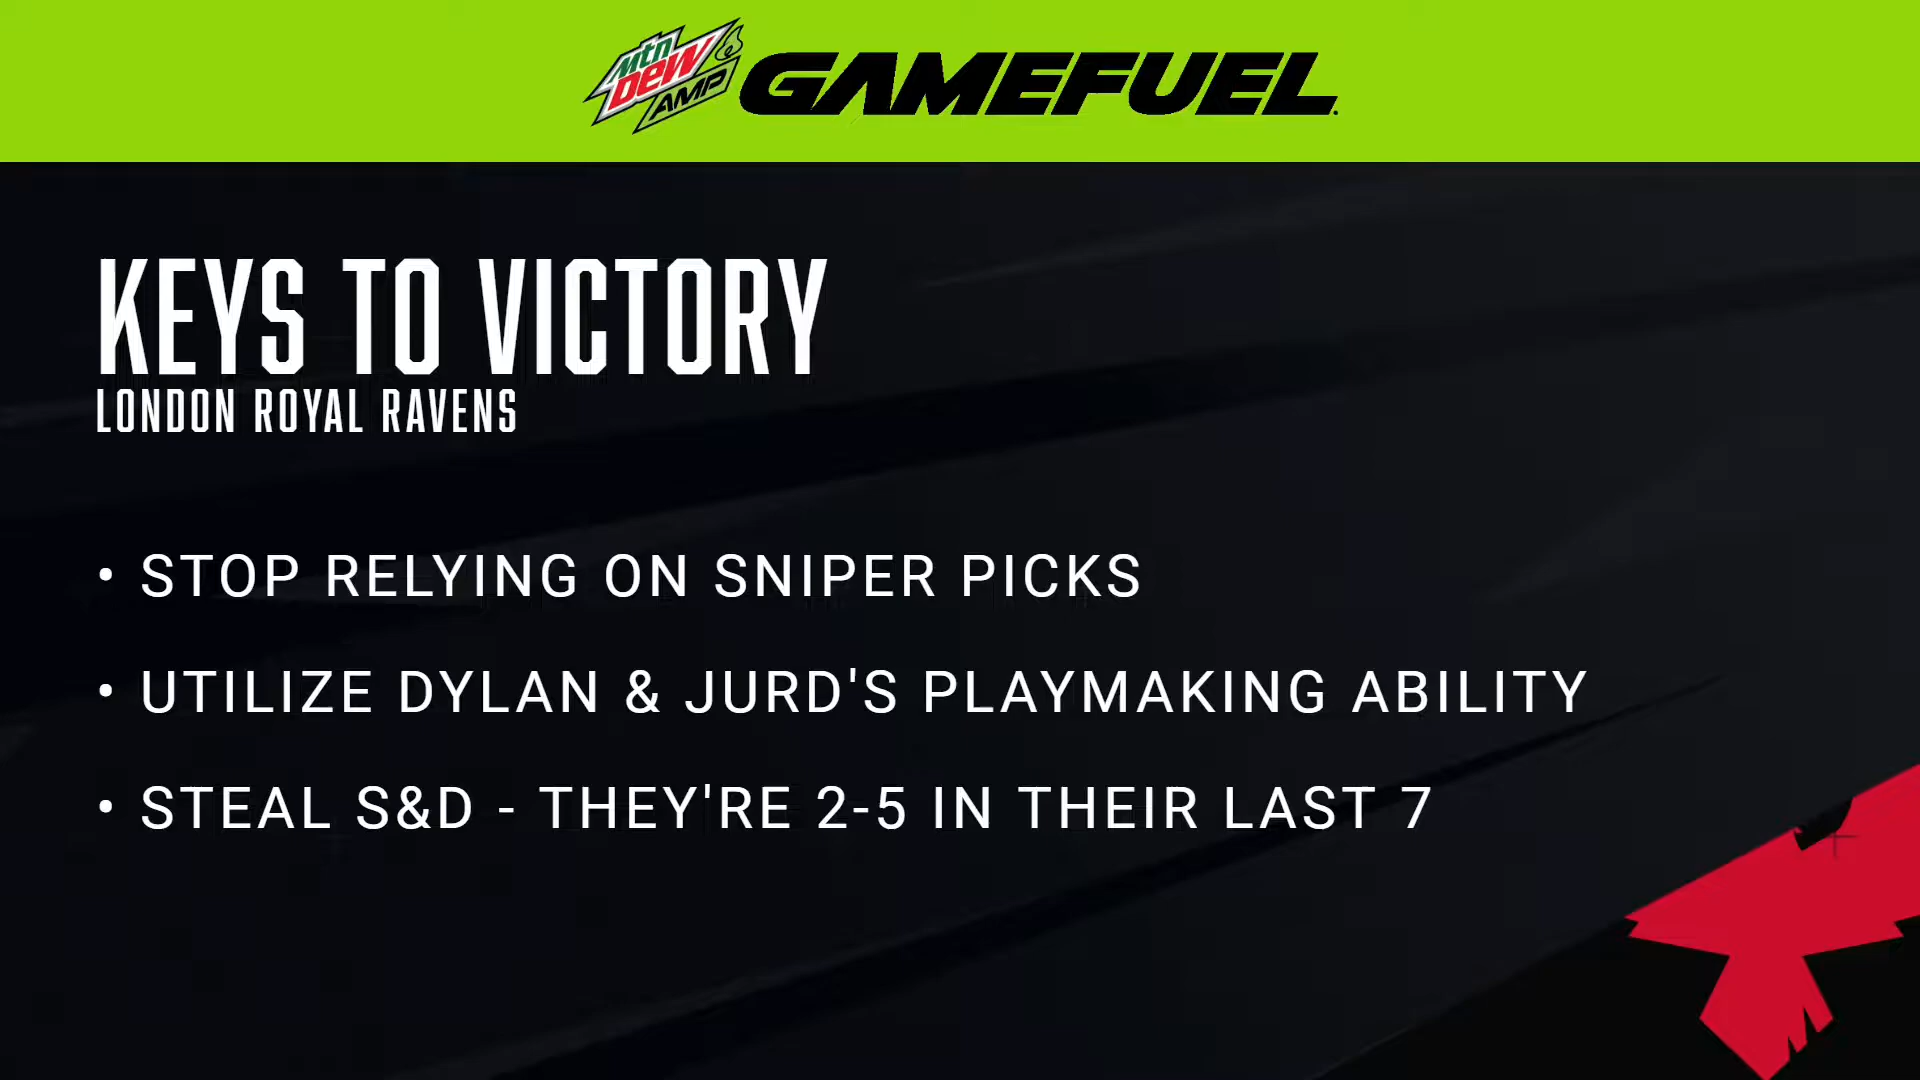 mtn
DEW
AMP
GAMEFUEL.
KEYS TO VICTORY
LONDON ROYAL RAVENS
• STOP RELYING ON SNIPER PICKS
• UTILIZE DYLAN & JURD'S PLAYMAKING ABILITY
• STEAL S&D - THEY'RE 2-5 IN THEIR LAST 7